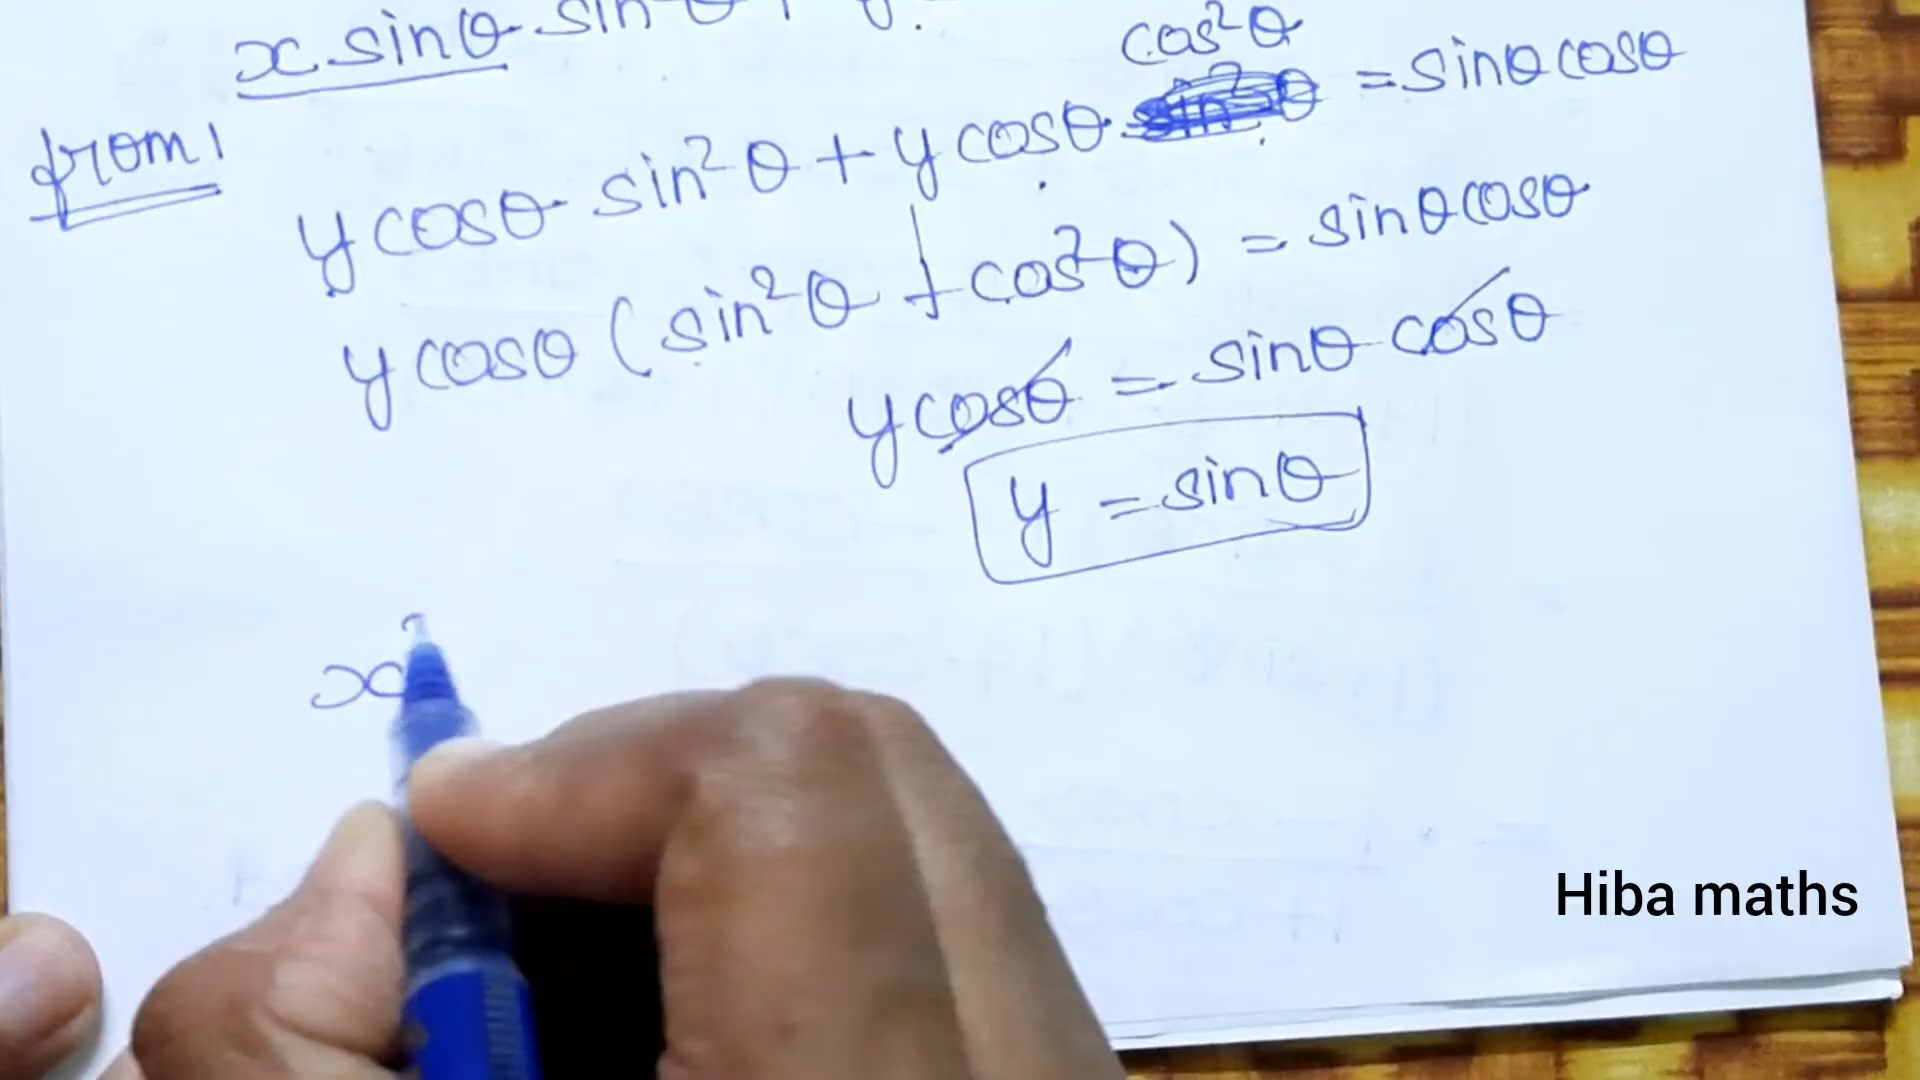 x sinθ sin
cos²θ
from 1
y cosθ sin²θ + y cosθ = sinθ cosθ
y cosθ ( sin²θ + cos²θ ) = sinθ cosθ
y cosθ = sinθ cosθ
y = sinθ
x
Hiba maths